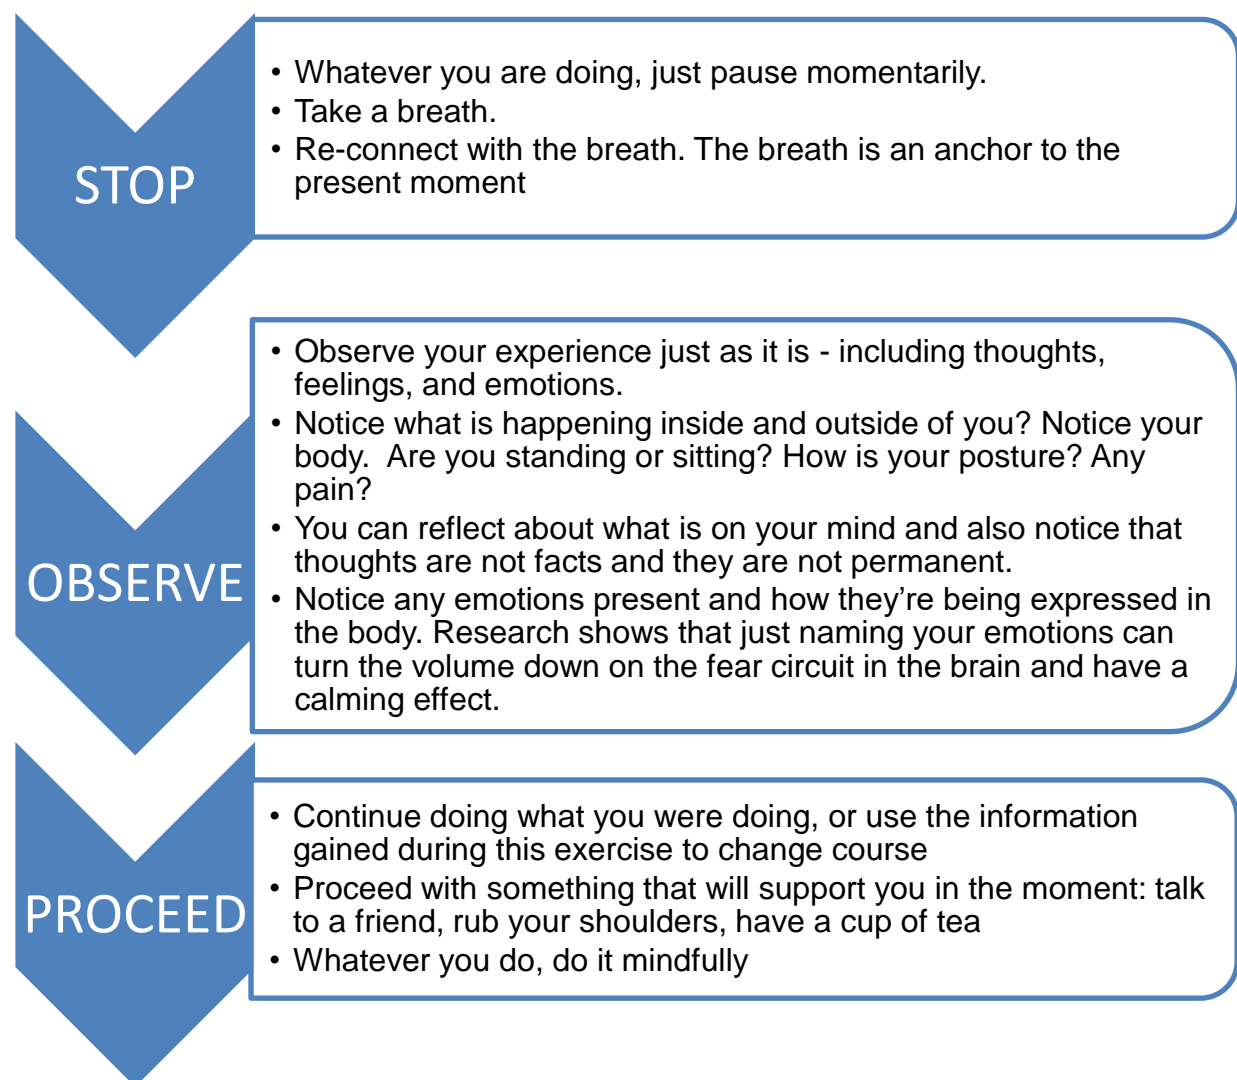 STOP
• Whatever you are doing, just pause momentarily.
• Take a breath.
• Re-connect with the breath. The breath is an anchor to the
present moment
OBSERVE
• Observe your experience just as it is - including thoughts,
feelings, and emotions.
• Notice what is happening inside and outside of you? Notice your
body.  Are you standing or sitting? How is your posture? Any
pain?
• You can reflect about what is on your mind and also notice that
thoughts are not facts and they are not permanent.
• Notice any emotions present and how they’re being expressed in
the body. Research shows that just naming your emotions can
turn the volume down on the fear circuit in the brain and have a
calming effect.
PROCEED
• Continue doing what you were doing, or use the information
gained during this exercise to change course
• Proceed with something that will support you in the moment: talk
to a friend, rub your shoulders, have a cup of tea
• Whatever you do, do it mindfully